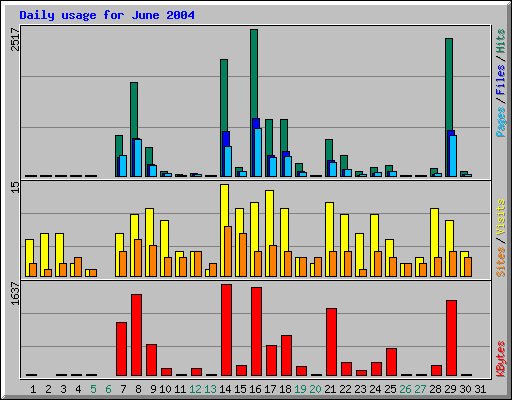 Daily usage for June 2004
2517
Pages / Files / Hits
15
Sites / Visits
1637
KBytes
1 2 3 4 5 6 7 8 9 10 11 12 13 14 15 16 17 18 19 20 21 22 23 24 25 26 27 28 29 30 31